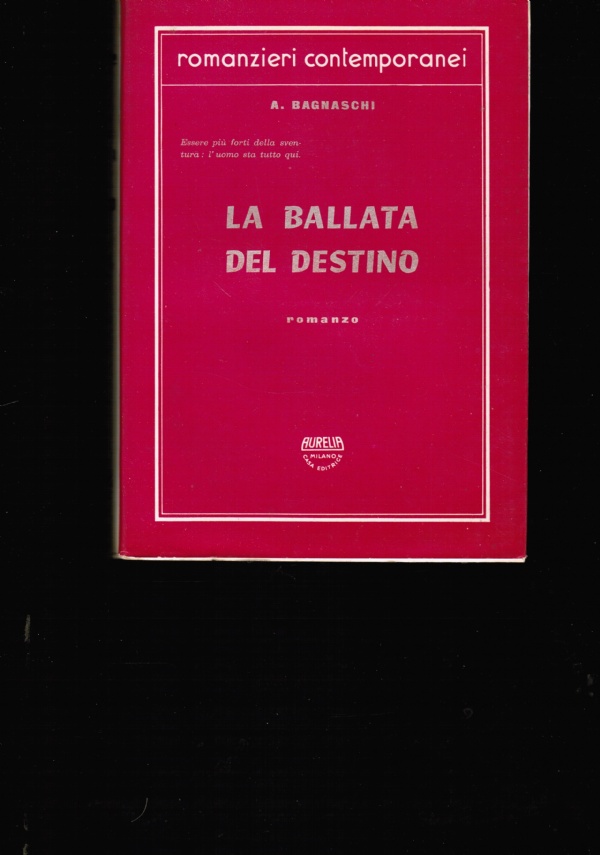 romanzieri contemporanei
A. BAGNASCHI
Essere più forti della sven-
tura: l'uomo sta tutto qui.
LA BALLATA
DEL DESTINO
romanzo
AURELIA
MILANO
CASA EDITRICE